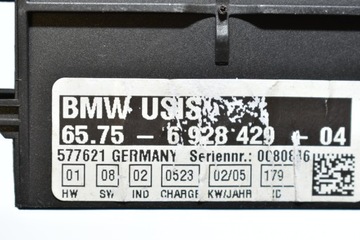 BMW USIS
65.75 - 6 928 429 - 04
577621 GERMANY Seriennr.: 0080836
01 08 02 0523 02/05 179
HW SW IND CHARGE KW/JAHR